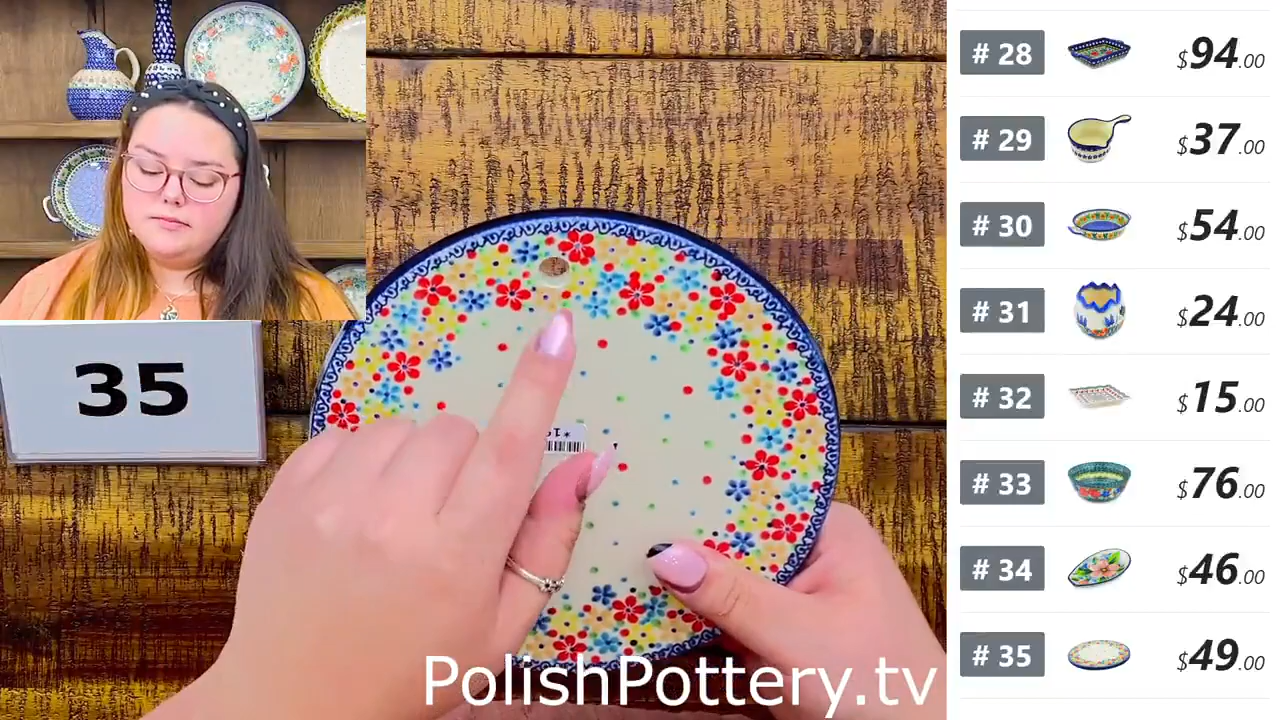 35
PolishPottery.tv
# 28 $94.00
# 29 $37.00
# 30 $54.00
# 31 $24.00
# 32 $15.00
# 33 $76.00
# 34 $46.00
# 35 $49.00